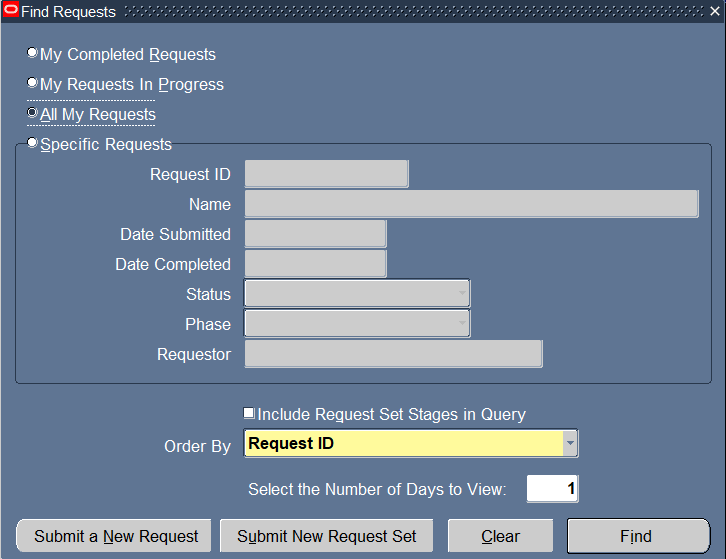 Find Requests
My Completed Requests
My Requests In Progress
All My Requests
Specific Requests
Request ID
Name
Date Submitted
Date Completed
Status
Phase
Requestor
Include Request Set Stages in Query
Order By Request ID
Select the Number of Days to View: 1
Submit a New Request Submit New Request Set Clear Find